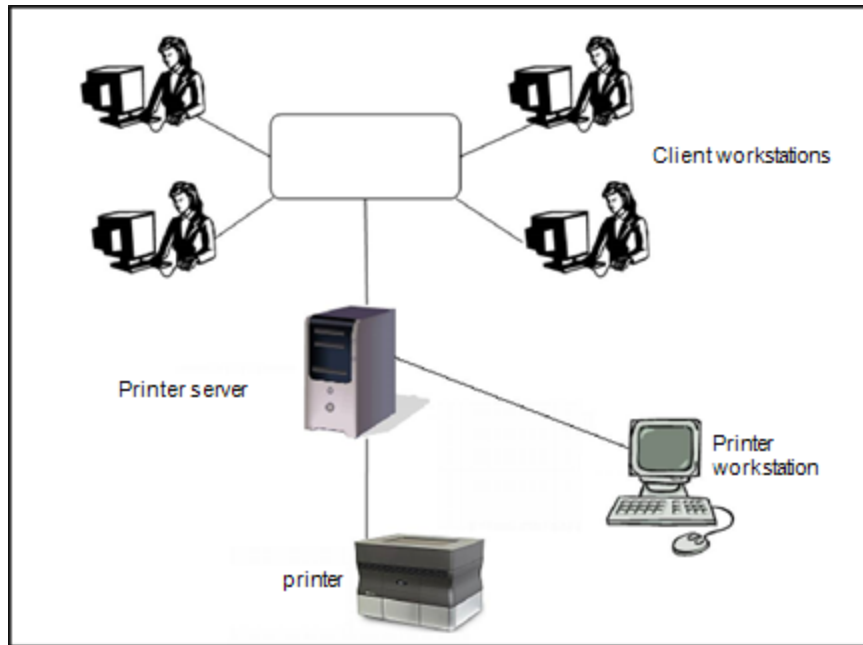 Client workstations
Printer server
Printer
workstation
printer